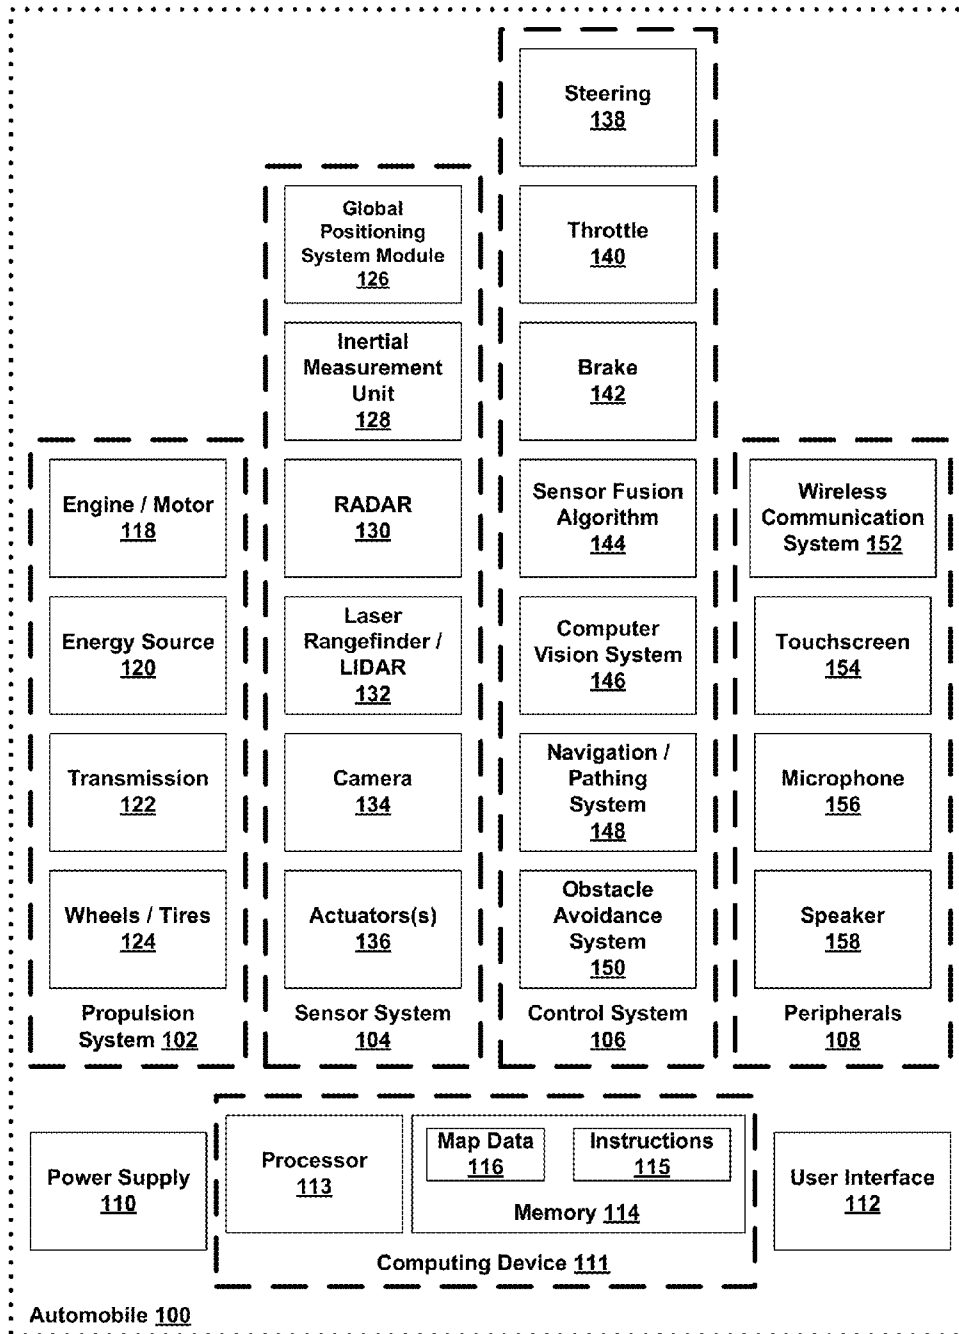 Steering
138
Throttle
140
Brake
142
Sensor Fusion
Algorithm
144
Computer
Vision System
146
Navigation /
Pathing
System
148
Obstacle
Avoidance
System
150
Control System
106
Global
Positioning
System Module
126
Inertial
Measurement
Unit
128
RADAR
130
Laser
Rangefinder /
LIDAR
132
Camera
134
Actuators(s)
136
Sensor System
104
Engine / Motor
118
Energy Source
120
Transmission
122
Wheels / Tires
124
Propulsion
System 102
Wireless
Communication
System 152
Touchscreen
154
Microphone
156
Speaker
158
Peripherals
108
Power Supply
110
Processor
113
Map Data
116
Instructions
115
Memory 114
Computing Device 111
User Interface
112
Automobile 100